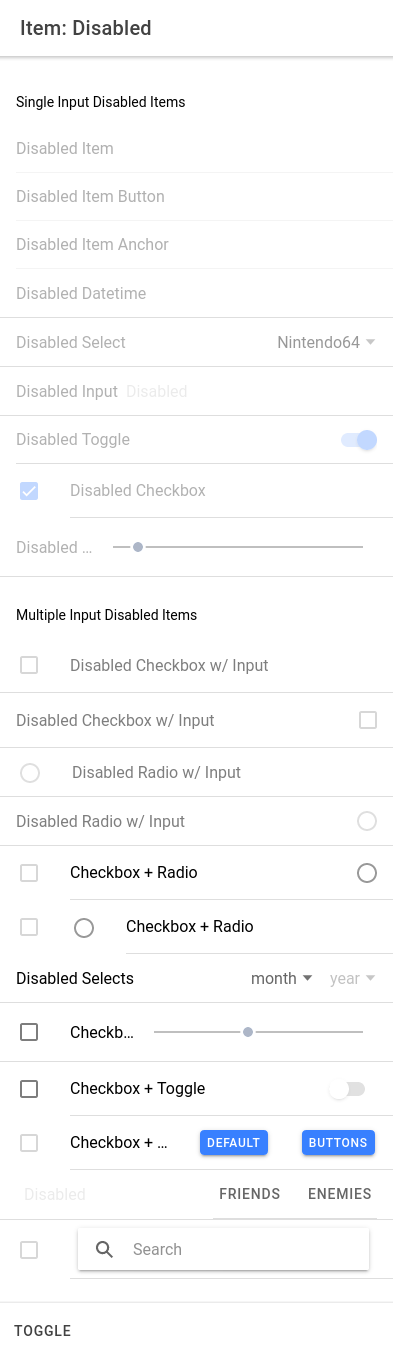 Item: Disabled
Single Input Disabled Items
Disabled Item
Disabled Item Button
Disabled Item Anchor
Disabled Datetime
Disabled Select Nintendo64
Disabled Input Disabled
Disabled Toggle
Disabled Checkbox
Disabled ...
Multiple Input Disabled Items
Disabled Checkbox w/ Input
Disabled Checkbox w/ Input
Disabled Radio w/ Input
Disabled Radio w/ Input
Checkbox + Radio
Checkbox + Radio
Disabled Selects month year
Checkb...
Checkbox + Toggle
Checkbox + ... DEFAULT BUTTONS
Disabled FRIENDS ENEMIES
Search
TOGGLE